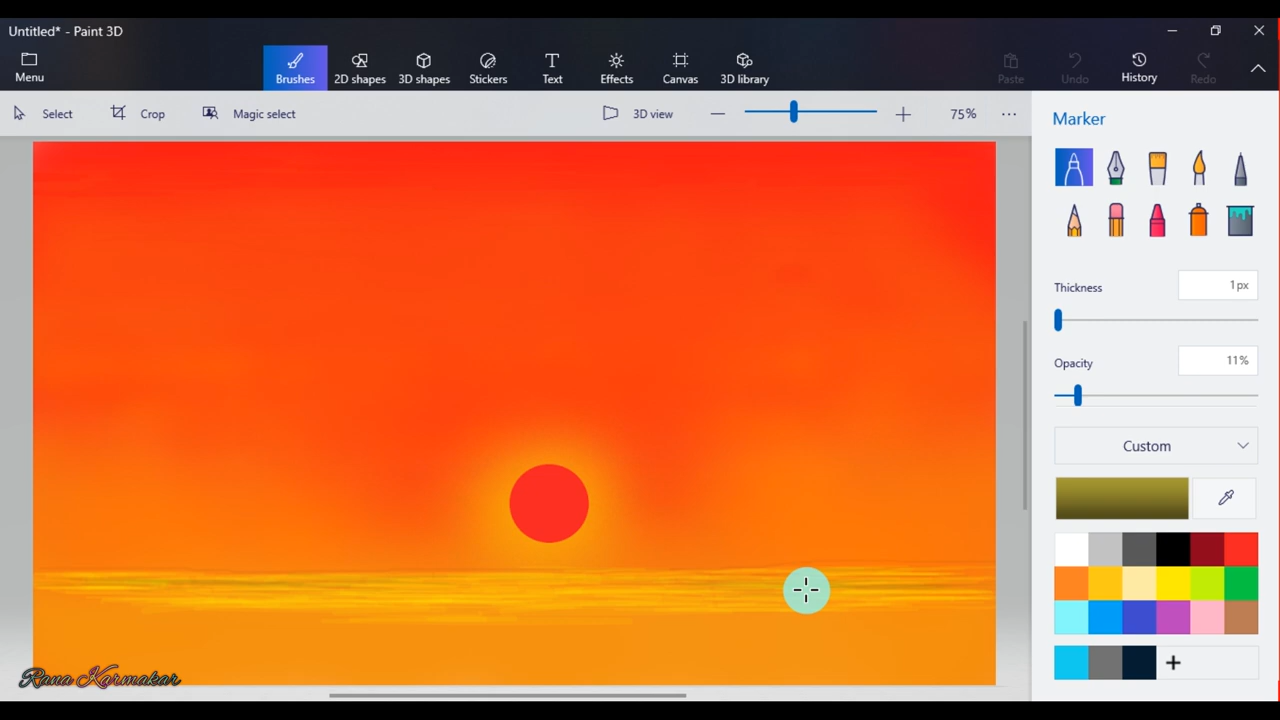 Untitled* - Paint 3D
Menu
Brushes
2D shapes
3D shapes
Stickers
Text
Effects
Canvas
3D library
Paste
Undo
History
Redo
Select
Crop
Magic select
3D view
75%
Marker
Thickness
1px
Opacity
11%
Custom
Rana Karmakar